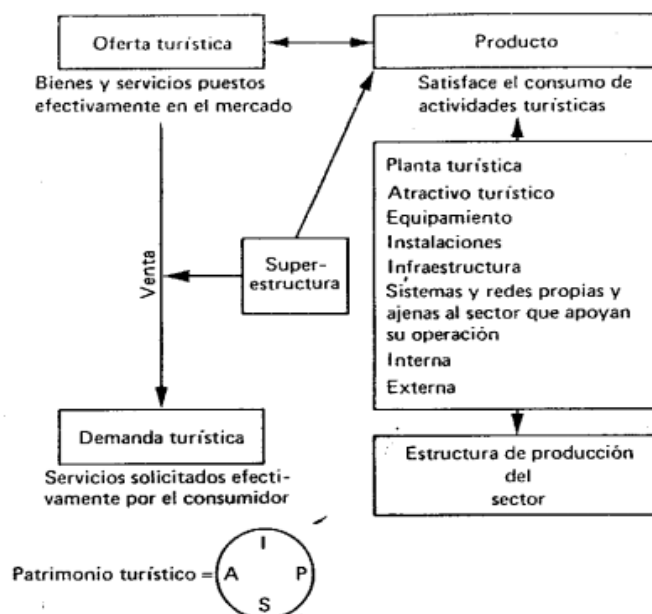 Oferta turística
Producto
Bienes y servicios puestos
efectivamente en el mercado
Satisface el consumo de
actividades turísticas
Planta turística
Atractivo turístico
Equipamiento
Instalaciones
Infraestructura
Sistemas y redes propias y
ajenas al sector que apoyan
su operación
Interna
Externa
Super-
estructura
Venta
Demanda turística
Servicios solicitados efecti-
vamente por el consumidor
Estructura de producción
del
sector
Patrimonio turístico =
I
A P
S